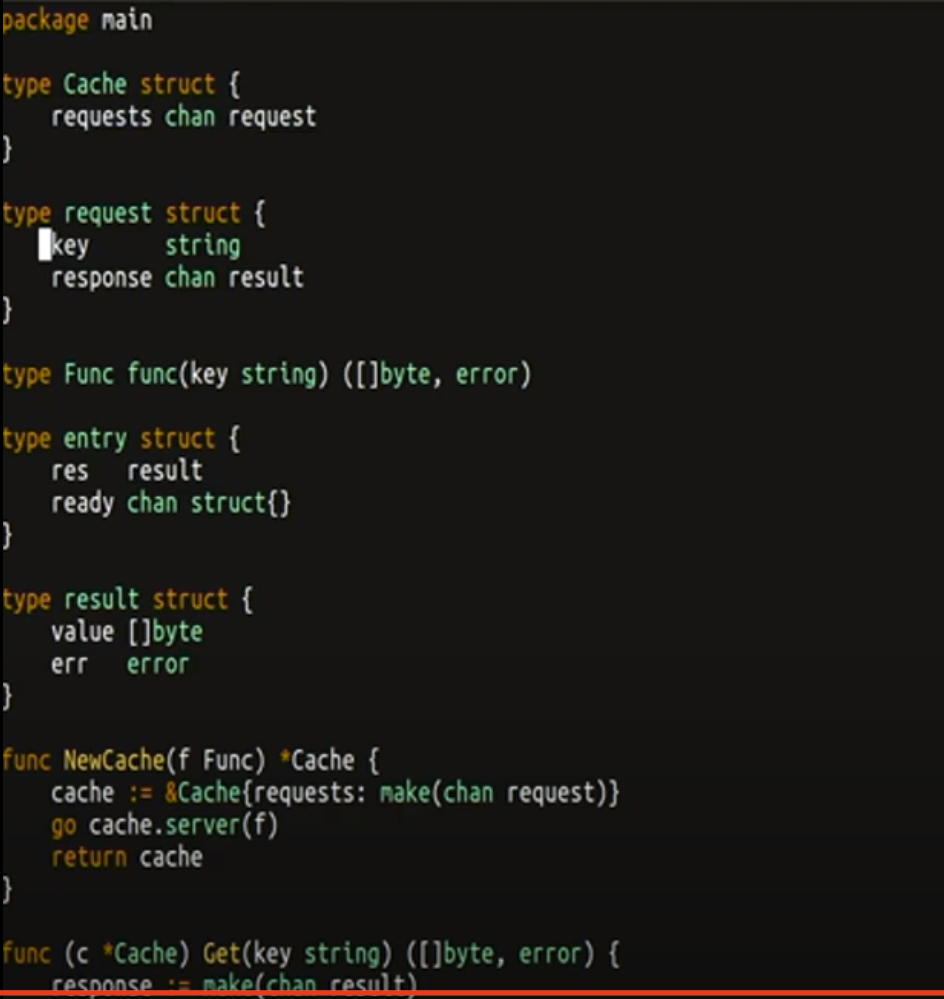 package main
type Cache struct {
requests chan request
}
type request struct {
key string
response chan result
}
type Func func(key string) ([]byte, error)
type entry struct {
res result
ready chan struct{}
}
type result struct {
value []byte
err error
}
func NewCache(f Func) *Cache {
cache := &Cache{requests: make(chan request)}
go cache.server(f)
return cache
}
func (c *Cache) Get(key string) ([]byte, error) {
response := make(chan result)